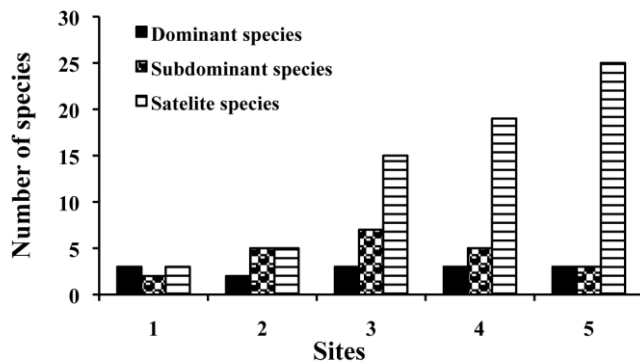 30
25
20
15
10
5
0
Number of species
Dominant species
Subdominant species
Satelite species
1 2 3 4 5
Sites